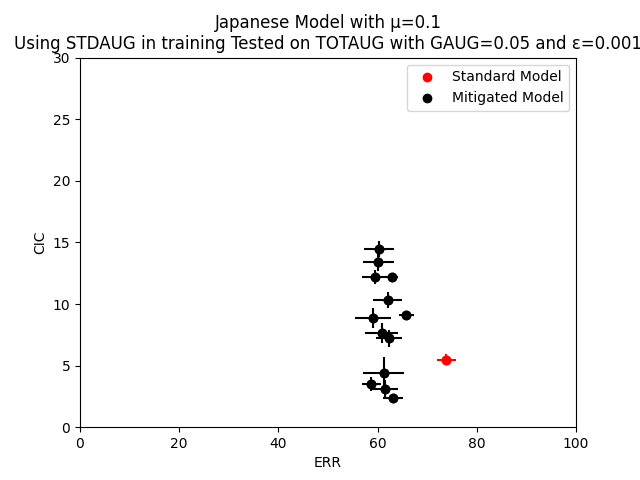 Japanese Model with μ=0.1
Using STDAUG in training Tested on TOTAUG with GAUG=0.05 and ε=0.001
30
25
20
15
10
5
0
CIC
Standard Model
Mitigated Model
0 20 40 60 80 100
ERR